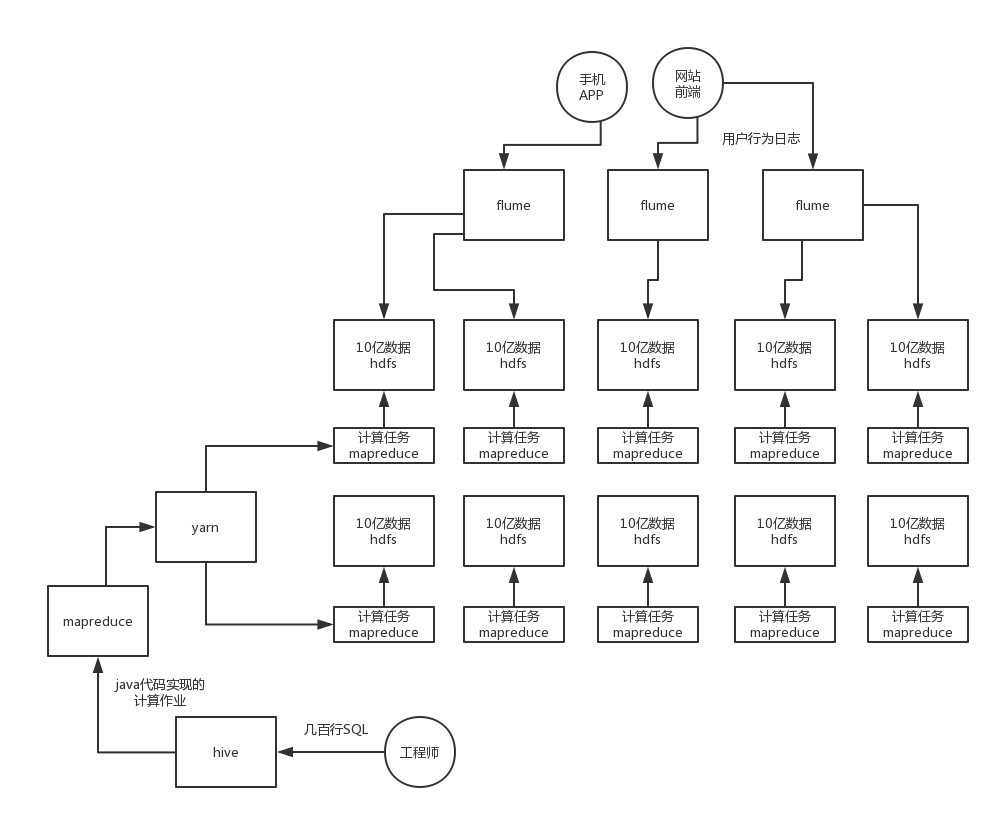 手机
APP
网站
前端
用户行为日志
flume
flume
flume
10亿数据
hdfs
10亿数据
hdfs
10亿数据
hdfs
10亿数据
hdfs
10亿数据
hdfs
计算任务
mapreduce
计算任务
mapreduce
计算任务
mapreduce
计算任务
mapreduce
计算任务
mapreduce
yarn
10亿数据
hdfs
10亿数据
hdfs
10亿数据
hdfs
10亿数据
hdfs
10亿数据
hdfs
mapreduce
计算任务
mapreduce
计算任务
mapreduce
计算任务
mapreduce
计算任务
mapreduce
计算任务
mapreduce
java代码实现的
计算作业
几百行SQL
hive
工程师